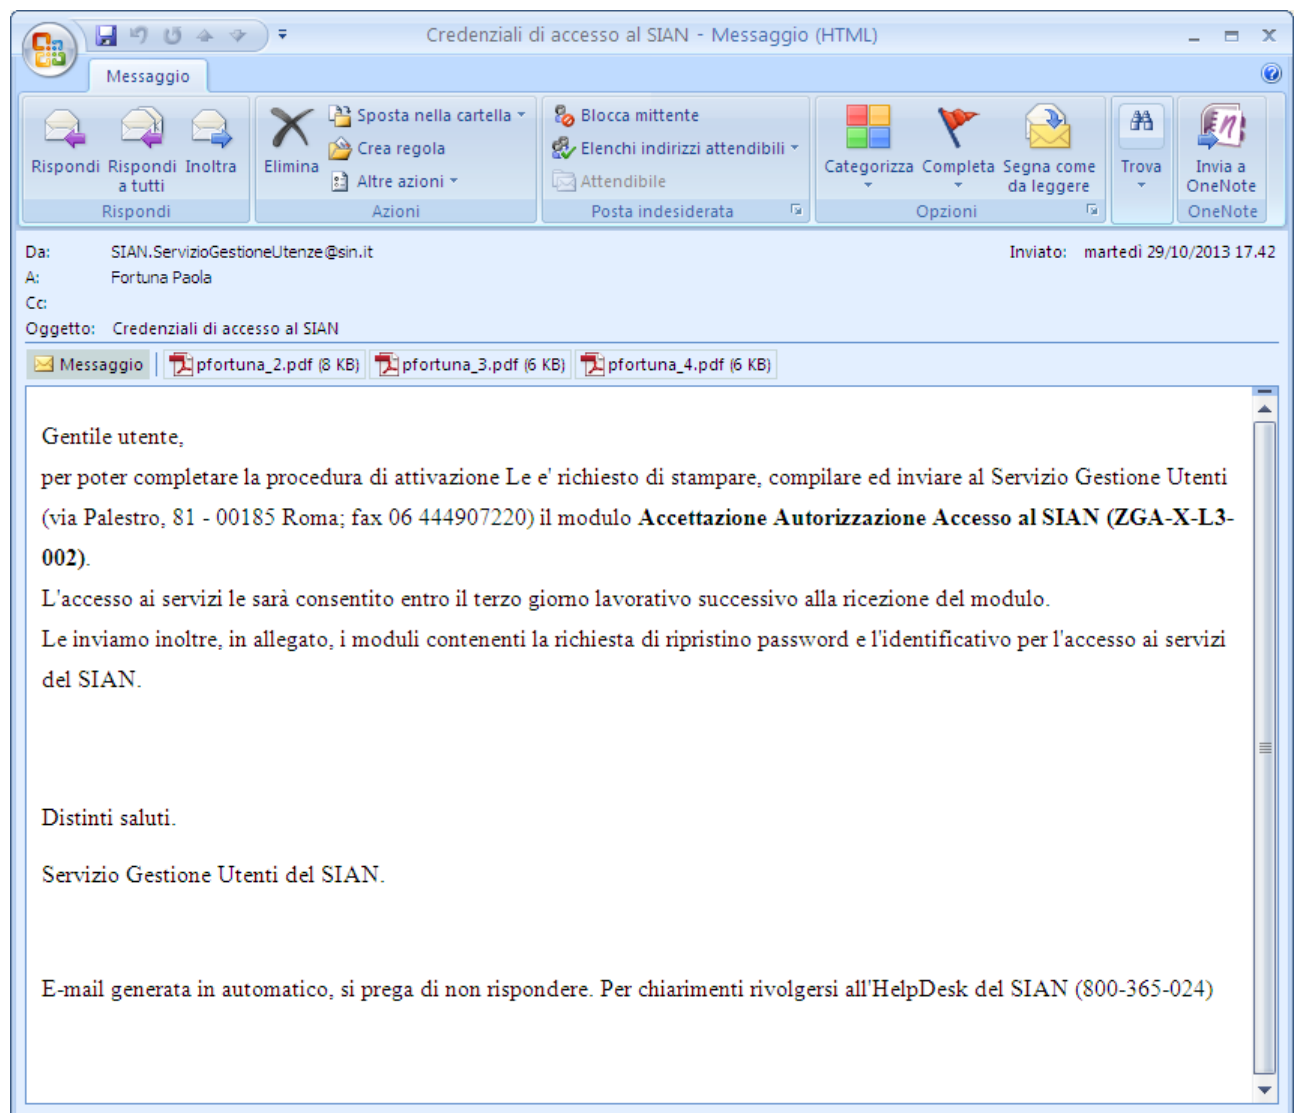 Credenziali di accesso al SIAN - Messaggio (HTML)
Messaggio
Rispondi Rispondi a tutti Inoltra
Elimina
Sposta nella cartella
Crea regola
Altre azioni
Blocca mittente
Elenchi indirizzi attendibili
Attendibile
Categorizza Completa Segna come da leggere
Trova
Invia a OneNote
Rispondi Azioni Posta indesiderata Opzioni OneNote
Da: SIAN.ServizioGestioneUtenze@sin.it Inviato: martedì 29/10/2013 17.42
A: Fortuna Paola
Cc:
Oggetto: Credenziali di accesso al SIAN
Messaggio pfortuna_2.pdf (8 KB) pfortuna_3.pdf (6 KB) pfortuna_4.pdf (6 KB)
Gentile utente,
per poter completare la procedura di attivazione Le e' richiesto di stampare, compilare ed inviare al Servizio Gestione Utenti
(via Palestro, 81 - 00185 Roma; fax 06 444907220) il modulo Accettazione Autorizzazione Accesso al SIAN (ZGA-X-L3-
002).
L'accesso ai servizi le sarà consentito entro il terzo giorno lavorativo successivo alla ricezione del modulo.
Le inviamo inoltre, in allegato, i moduli contenenti la richiesta di ripristino password e l'identificativo per l'accesso ai servizi
del SIAN.
Distinti saluti.
Servizio Gestione Utenti del SIAN.
E-mail generata in automatico, si prega di non rispondere. Per chiarimenti rivolgersi all'HelpDesk del SIAN (800-365-024)